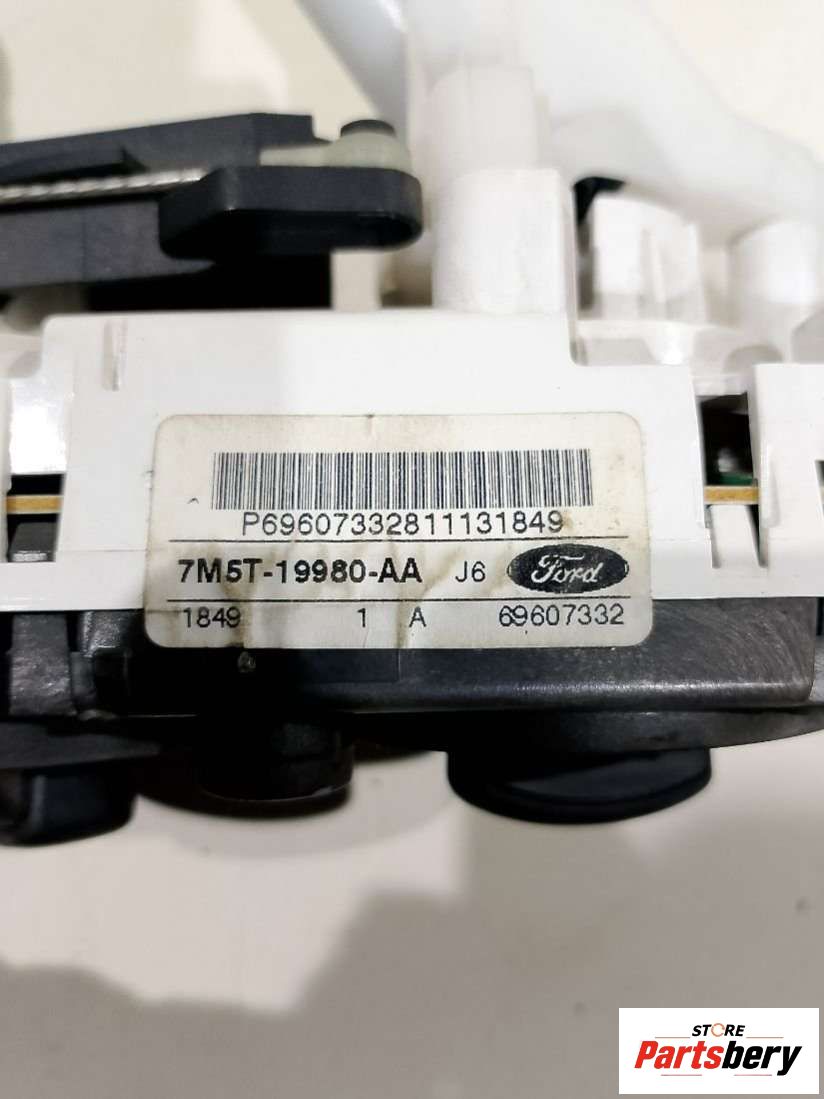 P69607332811131849
7M5T-19980-AA J6 Ford
1849 1 A 69607332
STORE
Partsbery